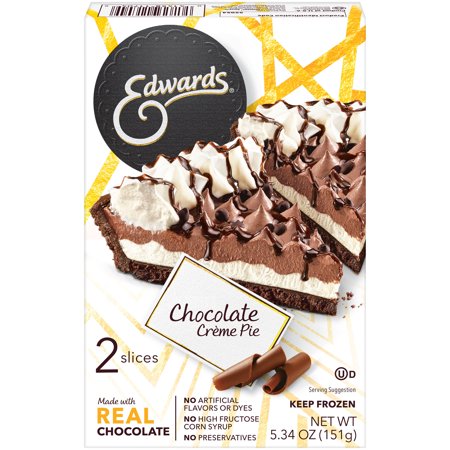 Edwards®
Chocolate
Crème Pie
2 slices
Made with
REAL
CHOCOLATE
NO ARTIFICIAL
FLAVORS OR DYES
NO HIGH FRUCTOSE
CORN SYRUP
NO PRESERVATIVES
U D
Serving Suggestion
KEEP FROZEN
NET WT
5.34 OZ (151g)